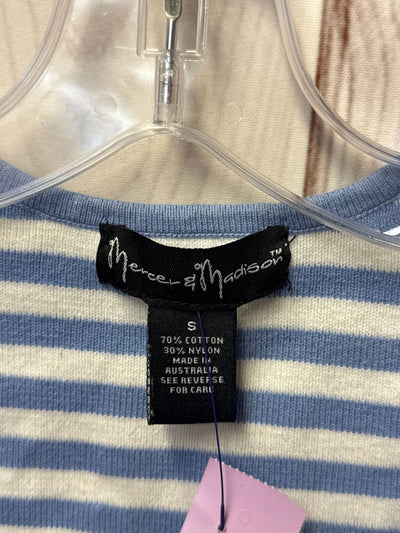 Mercer & Madison™
S
70% COTTON
30% NYLON
MADE IN
AUSTRALIA
SEE REVERSE
FOR CARE